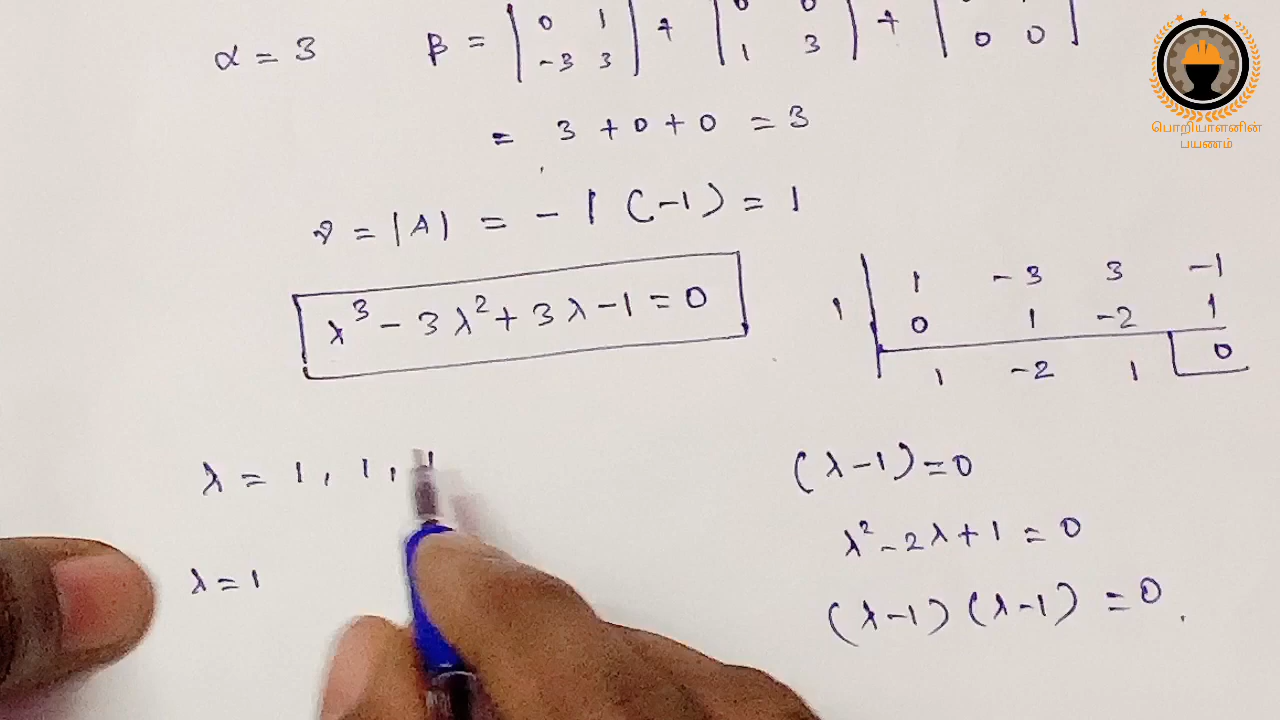 α = 3 β = | 0 1 | + | 0 0 | + | |
| -3 3 | | 1 3 | | 0 0 |
= 3 + 0 + 0 = 3
γ = |A| = -1 (-1) = 1
λ³ - 3λ² + 3λ - 1 = 0
1 | 1 -3 3 -1
0 1 -2 1
1 -2 1 0
λ = 1, 1, 1
λ = 1
(λ-1) = 0
λ² - 2λ + 1 = 0
(λ-1) (λ-1) = 0.
பொறியாளனின்
பயணம்